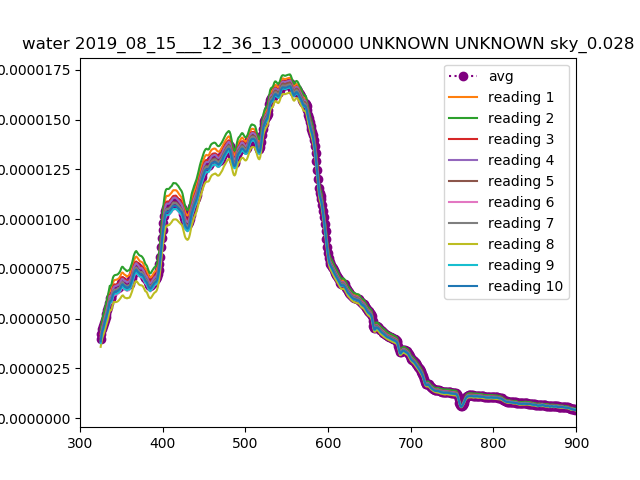 water 2019_08_15___12_36_13_000000 UNKNOWN UNKNOWN sky_0.028
0.0000175
0.0000150
0.0000125
0.0000100
0.0000075
0.0000050
0.0000025
0.0000000
300 400 500 600 700 800 900
avg
reading 1
reading 2
reading 3
reading 4
reading 5
reading 6
reading 7
reading 8
reading 9
reading 10